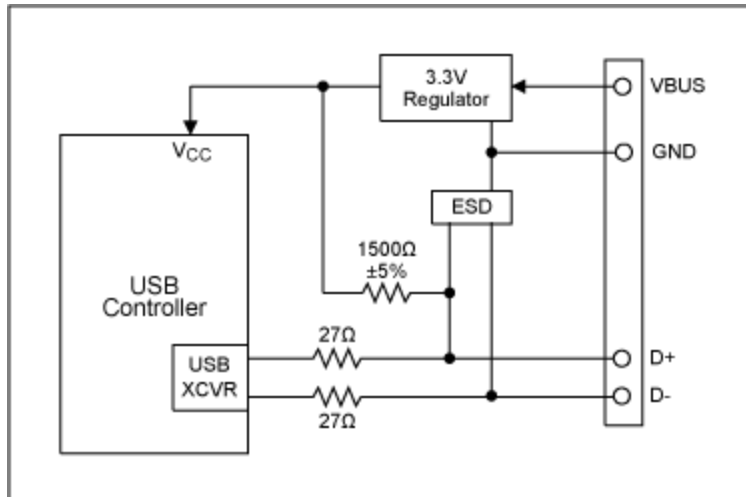 3.3V
Regulator
VBUS
GND
VCC
ESD
1500Ω
±5%
USB
Controller
27Ω
USB
XCVR
D+
D-
27Ω